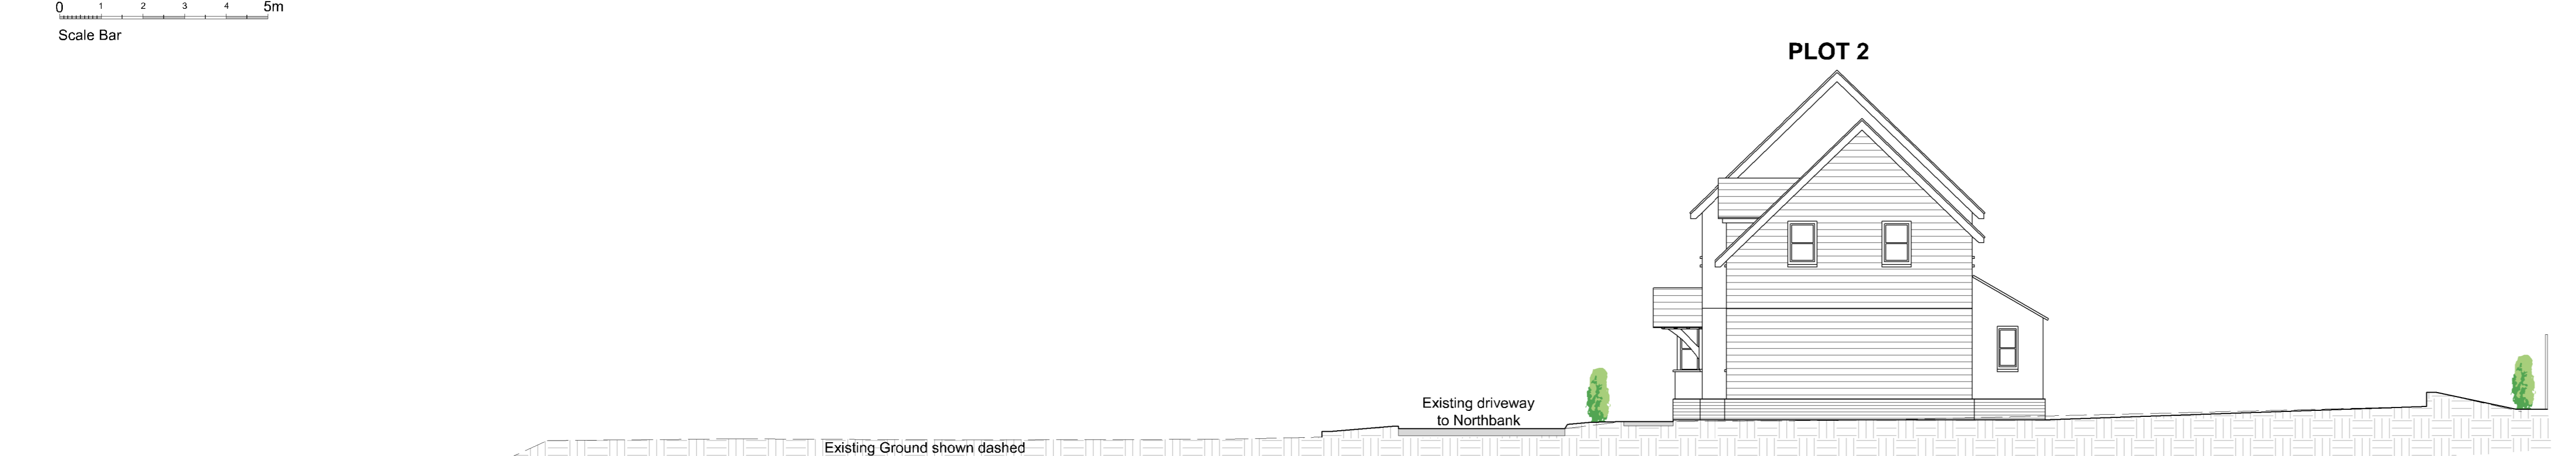 0 1 2 3 4 5m
Scale Bar
PLOT 2
Existing driveway
to Northbank
Existing Ground shown dashed